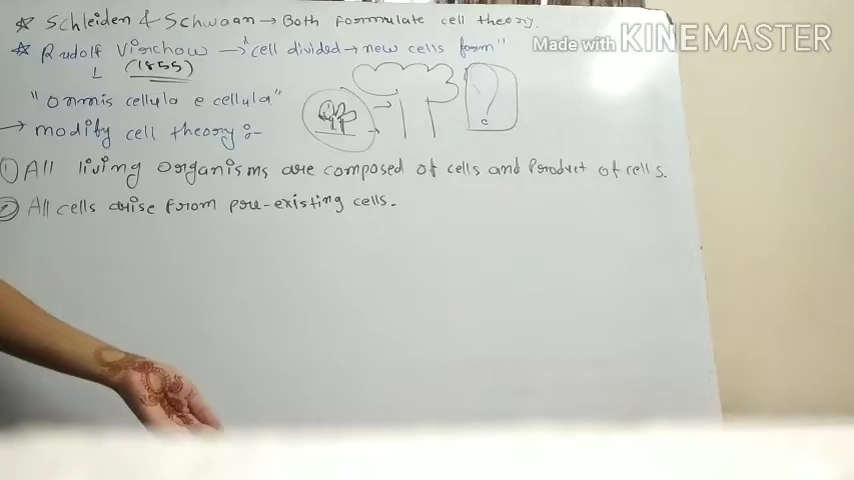 * Schleiden & Schwaan → Both formulate cell theory.
* Rudolf Virchow → "cell divided → new cells form"
(1855)
"Omnis cellula e cellula"
→ modify cell theory :-
① All living organisms are composed of cells and Product of cells.
② All cells arise from pre-existing cells.
?
Made with KINEMASTER